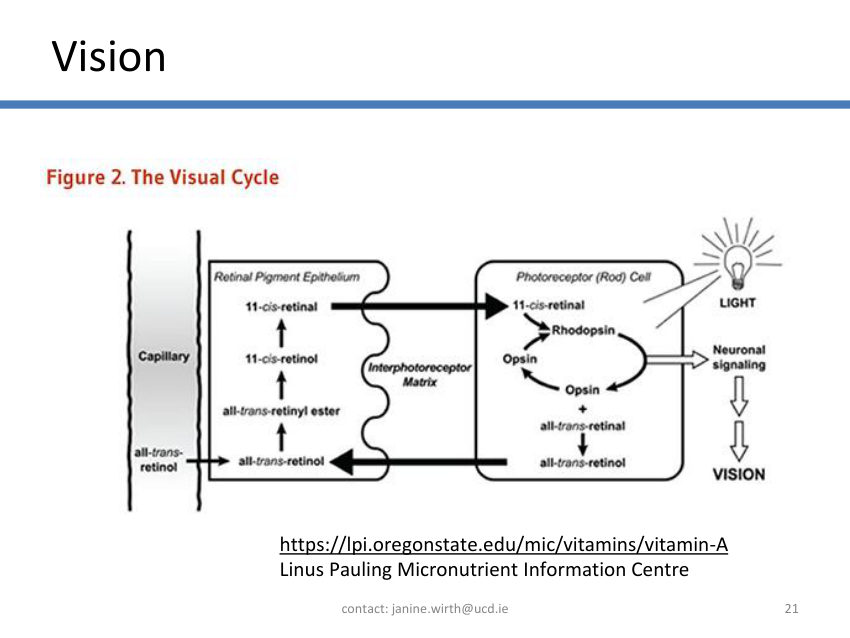 Vision
Figure 2. The Visual Cycle
Capillary
all-trans-
retinol
Retinal Pigment Epithelium
11-cis-retinal
11-cis-retinol
all-trans-retinyl ester
all-trans-retinol
Interphotoreceptor
Matrix
Photoreceptor (Rod) Cell
11-cis-retinal
Rhodopsin
Opsin
Opsin
+
all-trans-retinal
all-trans-retinol
LIGHT
Neuronal
signaling
VISION
https://lpi.oregonstate.edu/mic/vitamins/vitamin-A
Linus Pauling Micronutrient Information Centre
contact: janine.wirth@ucd.ie
21